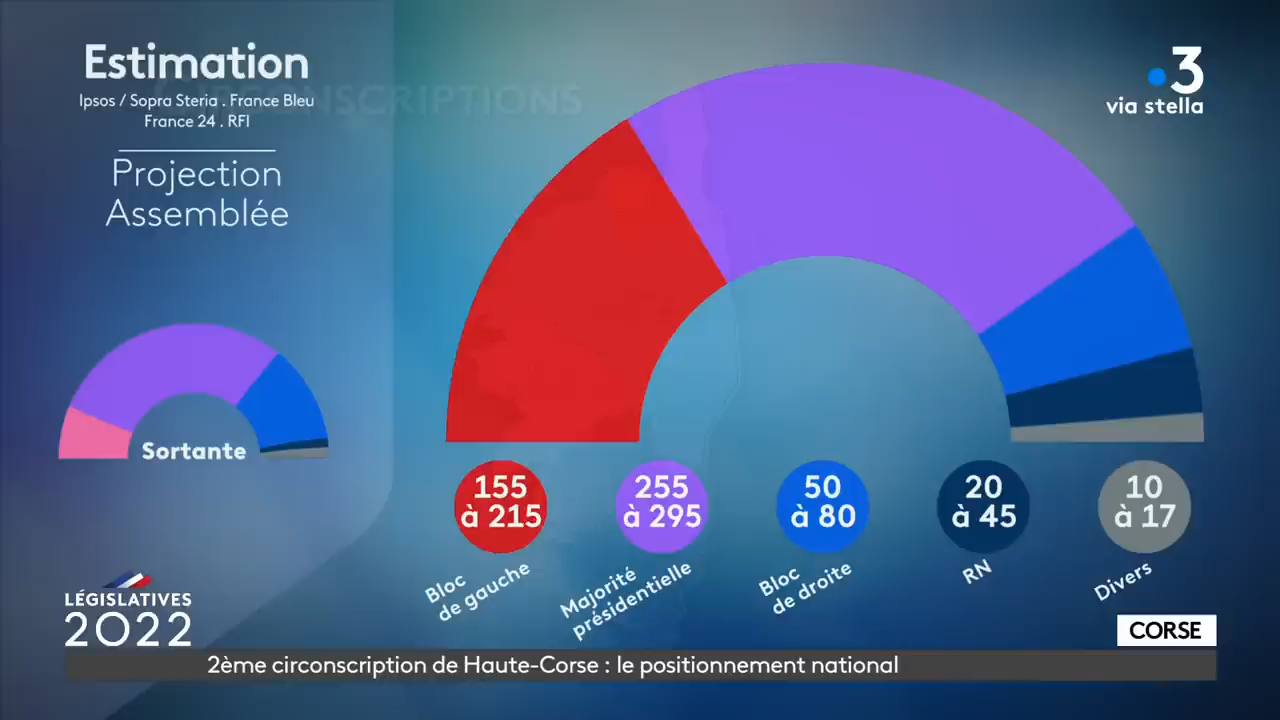 Estimation
Ipsos / Sopra Steria . France Bleu
France 24 . RFI
CIRCONSCRIPTIONS
Projection
Assemblée
3
via stella
Sortante
155
à 215
255
à 295
50
à 80
20
à 45
10
à 17
Bloc
de gauche
Majorité
présidentielle
Bloc
de droite
RN
Divers
LÉGISLATIVES
2022
CORSE
2ème circonscription de Haute-Corse : le positionnement national